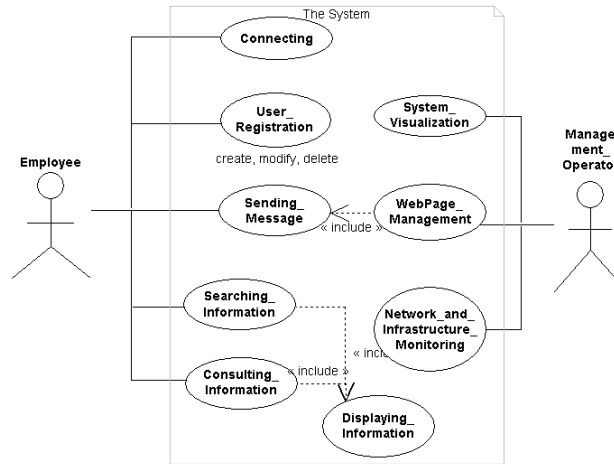 The System
Connecting
User_
Registration
create, modify, delete
System_
Visualization
Employee
Manage
ment_
Operato
Sending_
Message
WebPage_
Management
« include »
Searching_
Information
Network_and_
Infrastructure_
Monitoring
« inclu
Consulting_
Information
« include »
Displaying_
Information